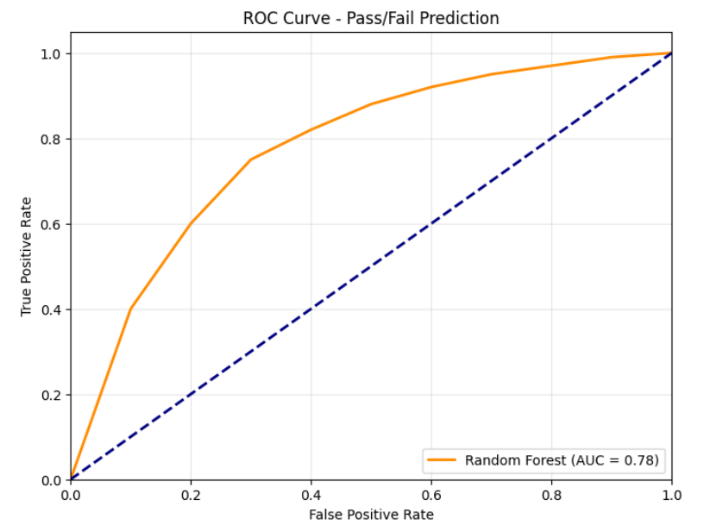 ROC Curve - Pass/Fail Prediction
True Positive Rate
1.0
0.8
0.6
0.4
0.2
0.0
Random Forest (AUC = 0.78)
0.0 0.2 0.4 0.6 0.8 1.0
False Positive Rate